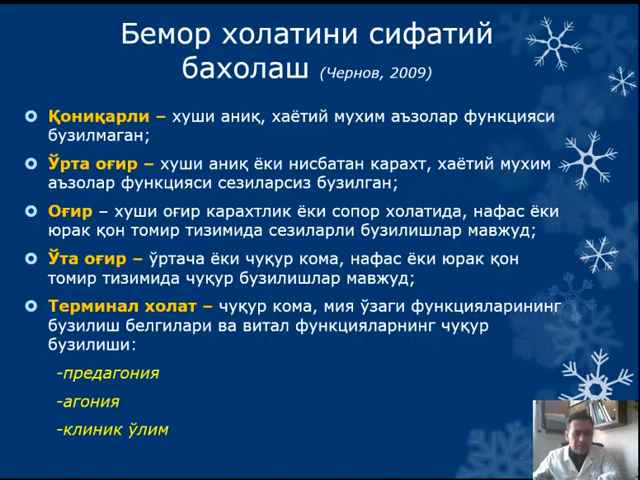 Бемор холатини сифатий
бахолаш (Чернов, 2009)
Қониқарли – хуши аниқ, хаётий мухим аъзолар функцияси
бузилмаган;
Ўрта оғир – хуши аниқ ёки нисбатан карахт, хаётий мухим
аъзолар функцияси сезиларсиз бузилган;
Оғир – хуши оғир карахтлик ёки сопор холатида, нафас ёки
юрак қон томир тизимида сезиларли бузилишлар мавжуд;
Ўта оғир – ўртача ёки чуқур кома, нафас ёки юрак қон
томир тизимида чуқур бузилишлар мавжуд;
Терминал холат – чуқур кома, мия ўзаги функцияларининг
бузилиш белгилари ва витал функцияларнинг чуқур
бузилиши:
-предагония
-агония
-клиник ўлим